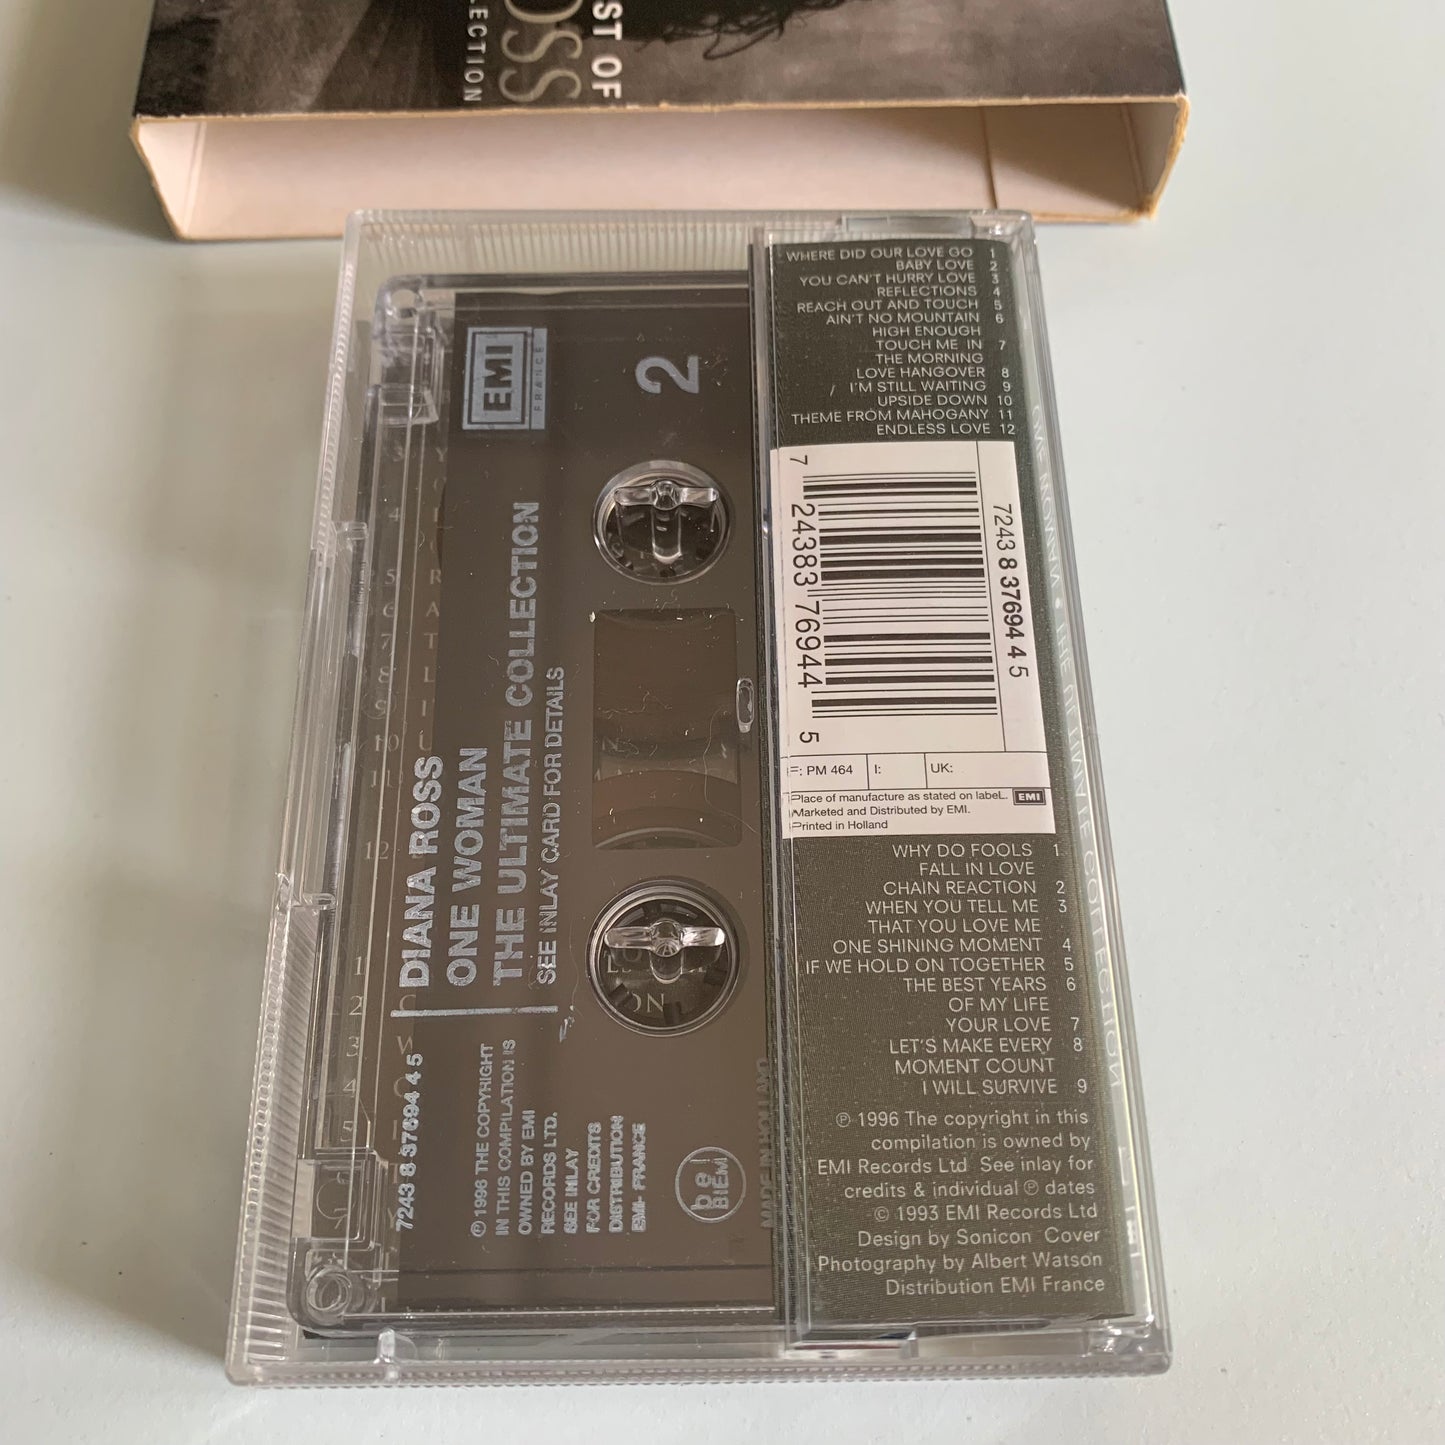 ST OF
OSS
LECTION
EMI
FRANCE
2
DIANA ROSS
ONE WOMAN
THE ULTIMATE COLLECTION
SEE INLAY CARD FOR DETAILS
7243 8 37694 4 5
℗ 1996 THE COPYRIGHT
IN THIS COMPILATION IS
OWNED BY EMI
RECORDS LTD.
SEE INLAY
FOR CREDITS
DISTRIBUTION
EMI- FRANCE
bel
BIEM
MADE IN HOLLAND
WHERE DID OUR LOVE GO 1
BABY LOVE 2
YOU CAN'T HURRY LOVE 3
REFLECTIONS 4
REACH OUT AND TOUCH 5
AIN'T NO MOUNTAIN 6
HIGH ENOUGH
TOUCH ME IN 7
THE MORNING
LOVE HANGOVER 8
I'M STILL WAITING 9
UPSIDE DOWN 10
THEME FROM MAHOGANY 11
ENDLESS LOVE 12
7243 8 37694 4 5
7 24383 76944 5
F: PM 464 I: UK:
Place of manufacture as stated on label. EMI
Marketed and Distributed by EMI.
Printed in Holland
WHY DO FOOLS 1
FALL IN LOVE
CHAIN REACTION 2
WHEN YOU TELL ME 3
THAT YOU LOVE ME
ONE SHINING MOMENT 4
IF WE HOLD ON TOGETHER 5
THE BEST YEARS 6
OF MY LIFE
YOUR LOVE 7
LET'S MAKE EVERY 8
MOMENT COUNT
I WILL SURVIVE 9
℗ 1996 The copyright in this
compilation is owned by
EMI Records Ltd See inlay for
credits & individual ℗ dates
© 1993 EMI Records Ltd
Design by Sonicon Cover
Photography by Albert Watson
Distribution EMI France
ONE WOMAN • THE ULTIMATE COLLECTION